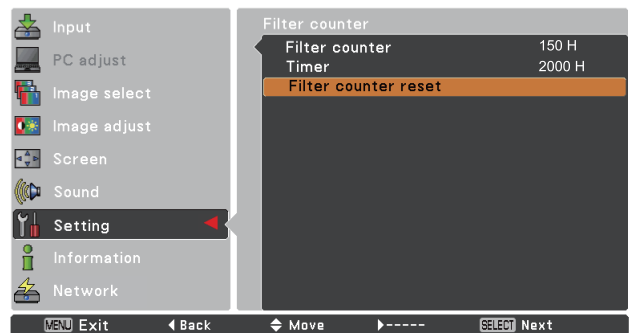 Input
PC adjust
Image select
Image adjust
Screen
Sound
Setting
Information
Network
Filter counter
Filter counter 150 H
Timer 2000 H
Filter counter reset
MENU Exit Back Move ----- SELECT Next